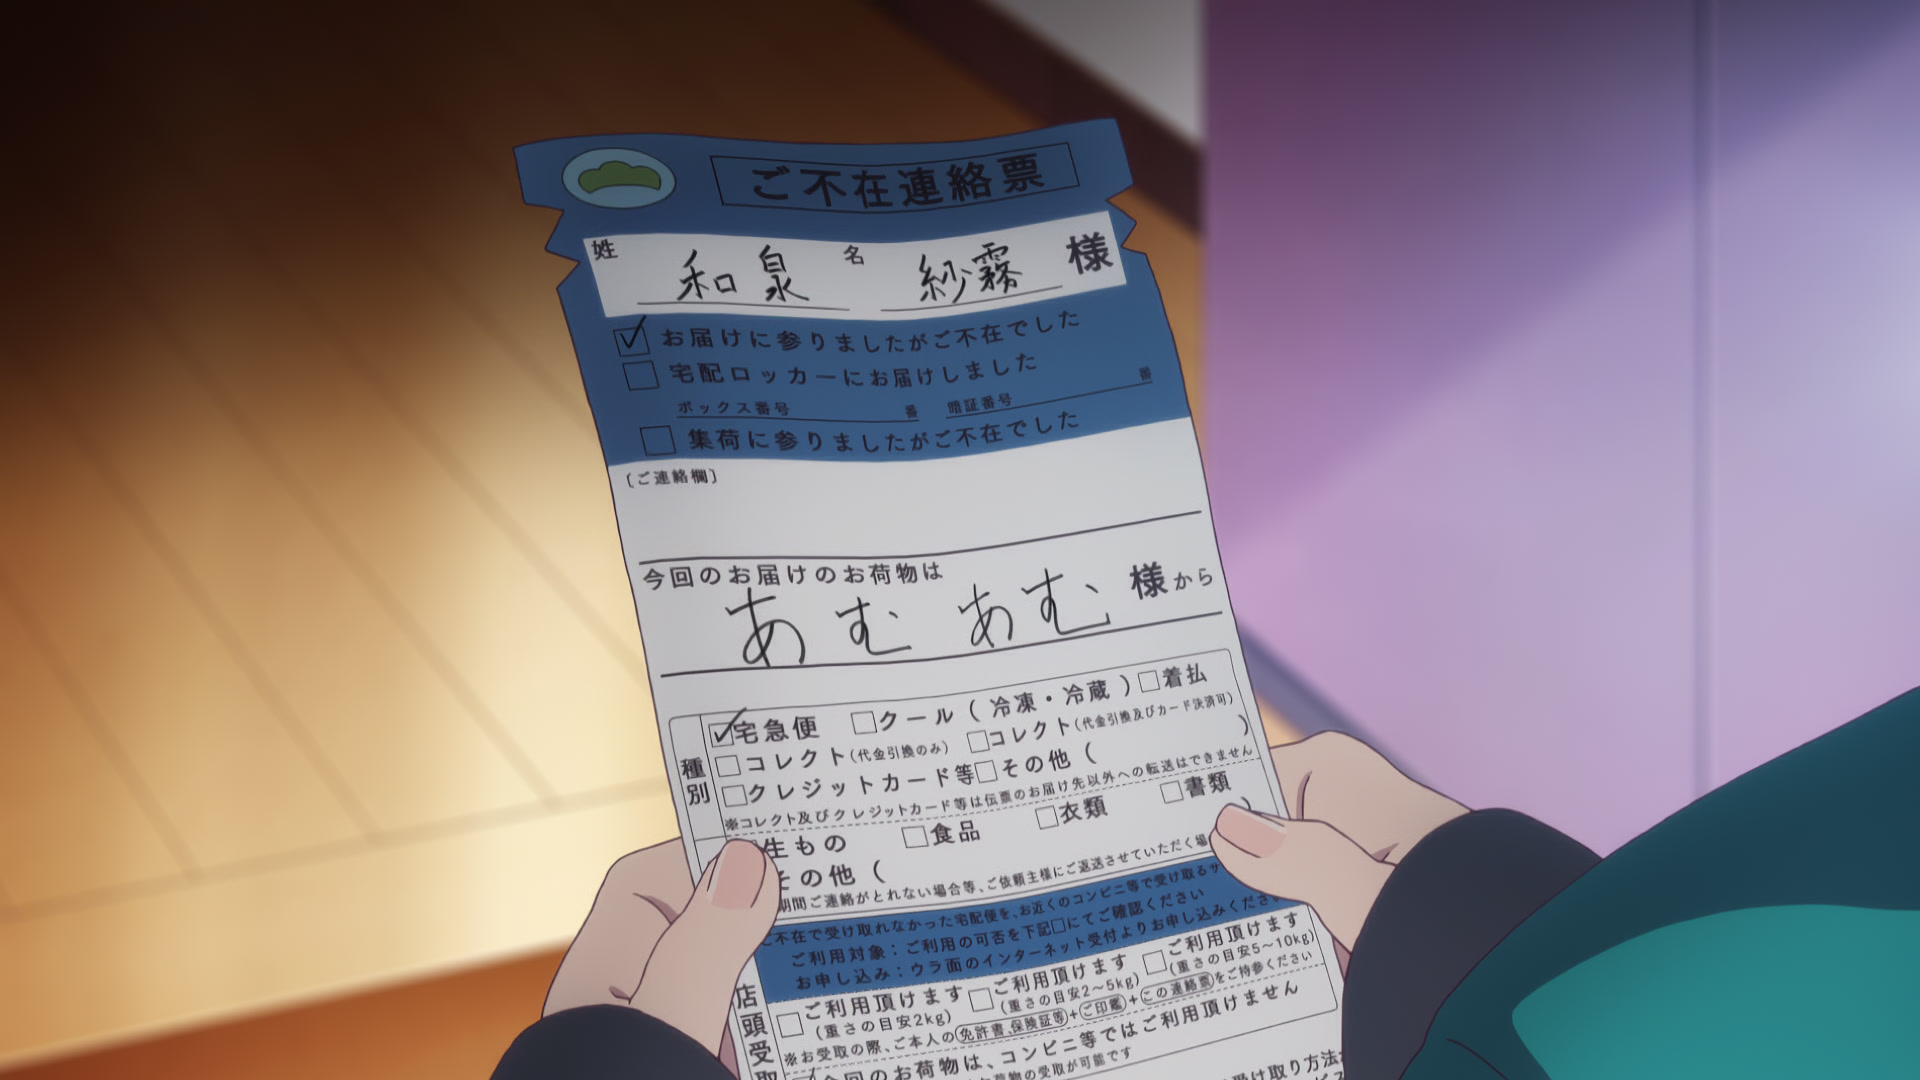 ご不在連絡票
姓 和泉 名 紗霧 様
お届けに参りましたがご不在でした
宅配ロッカーにお届けしました
ボックス番号 番 暗証番号 番
集荷に参りましたがご不在でした
〔ご連絡欄〕
今回のお届けのお荷物は
あむ あむ 様から
種別
宅急便 クール(冷凍・冷蔵) 着払
コレクト(代金引換のみ) コレクト(代金引換及びカード決済可)
クレジットカード等 その他( )
※コレクト及びクレジットカード等は伝票のお届け先以外への転送はできません
生もの 食品 衣類 書類
その他( )
期間ご連絡がとれない場合等、ご依頼主様にご返送させていただく場
ご不在で受け取れなかった宅配便を、お近くのコンビニ等で受け取るサ
ご利用対象：ご利用の可否を下記□にてご確認ください
お申し込み：ウラ面のインターネット受付よりお申し込みくださ
店頭受取
ご利用頂けます ご利用頂けます ご利用頂けます
(重さの目安2kg) (重さの目安2～5kg) (重さの目安5～10kg)
※お受取の際、ご本人の免許書、保険証等+ご印鑑+この連絡票をご持参ください
今回のお荷物は、コンビニ等ではご利用頂けません
荷物の受取が可能です
受け取り方法